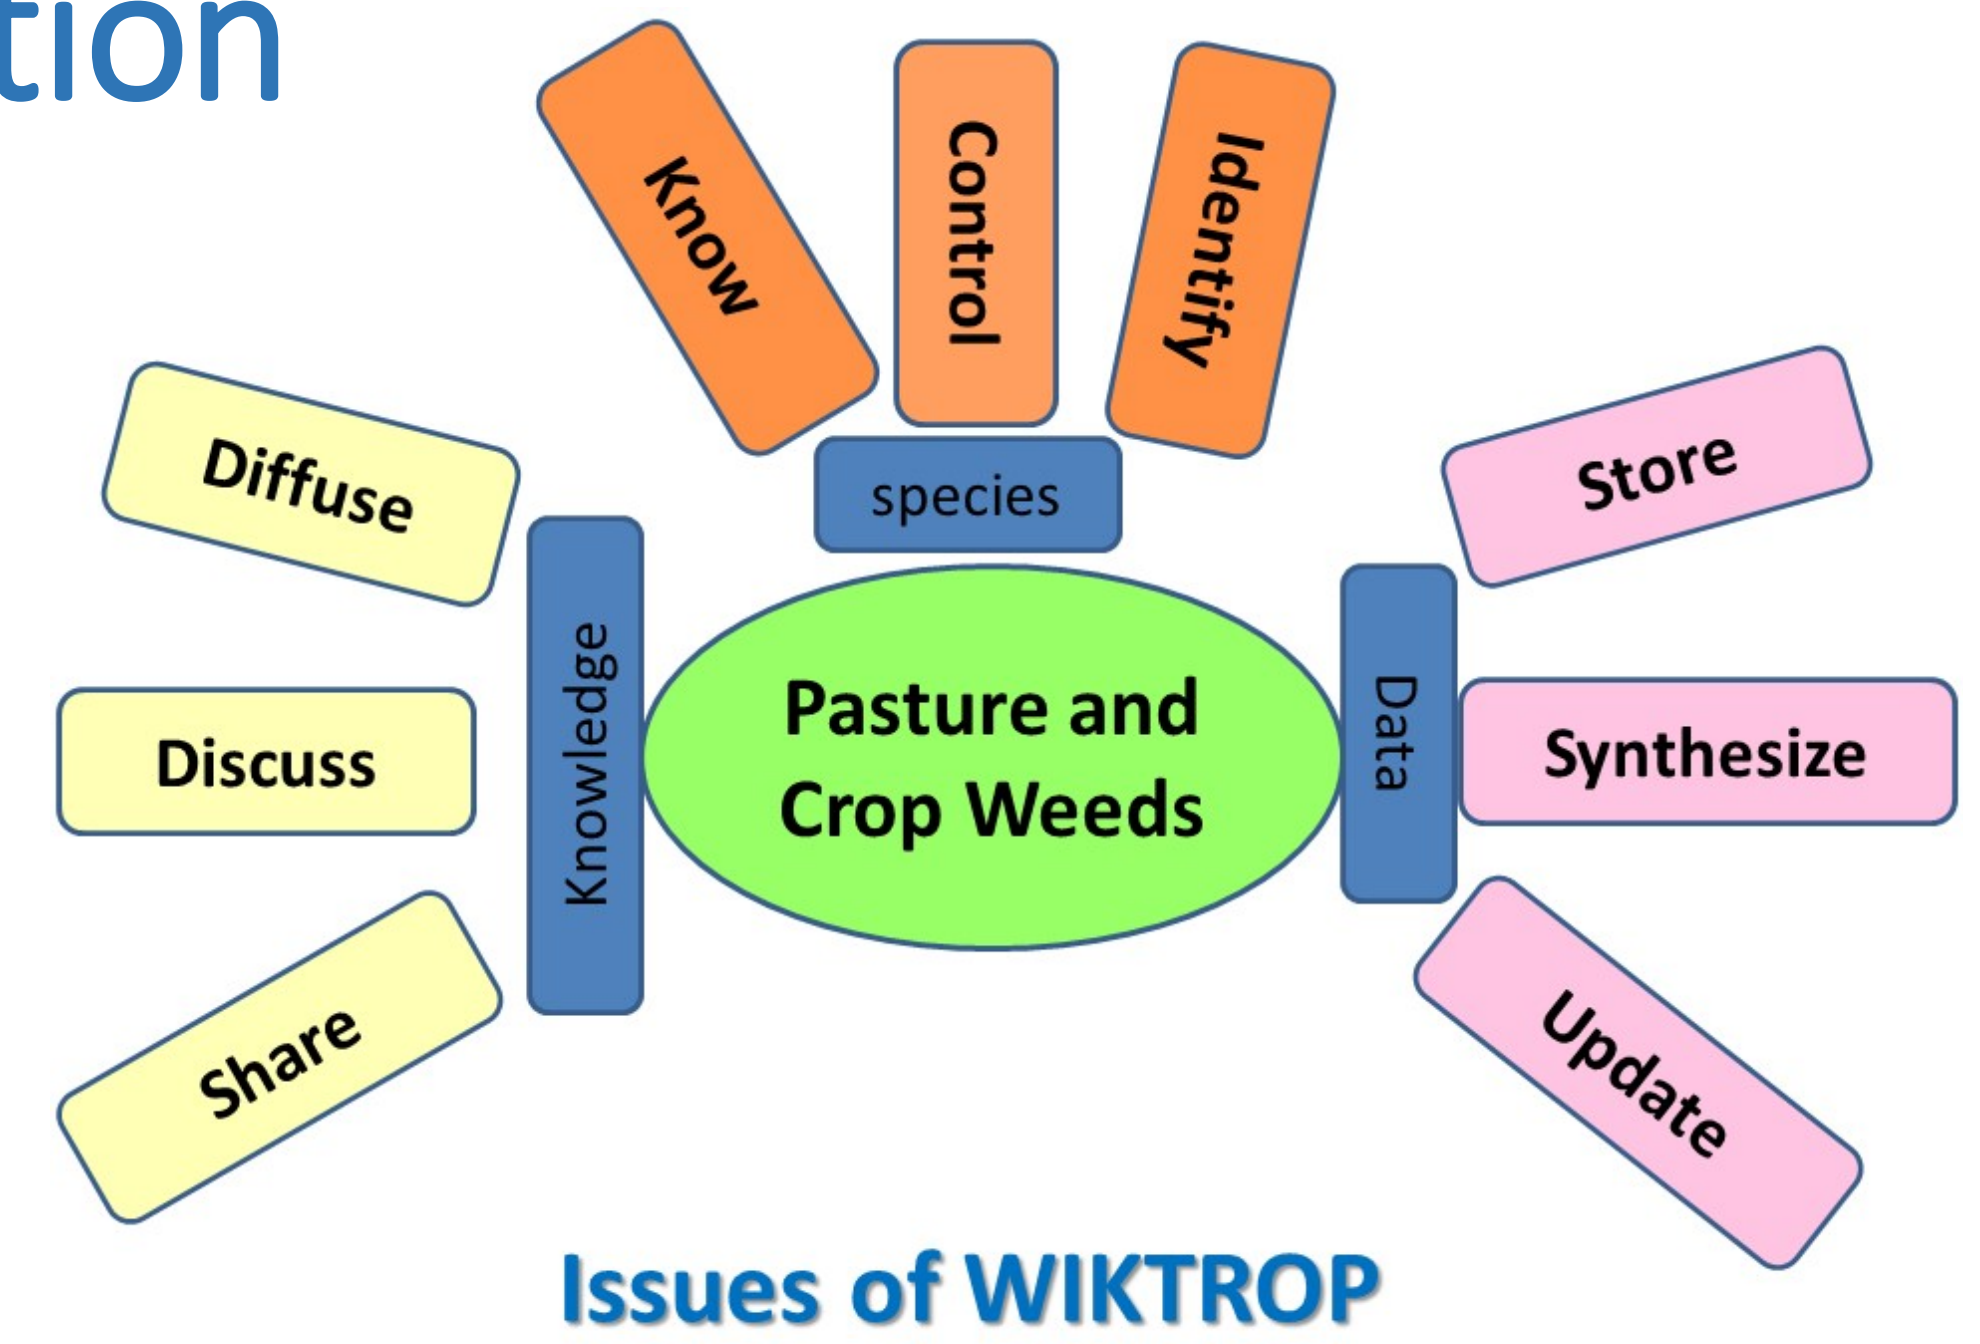 tion
Know
Control
Identify
Diffuse
species
Store
Knowledge
Pasture and
Crop Weeds
Data
Discuss
Synthesize
Share
Update
Issues of WIKTROP